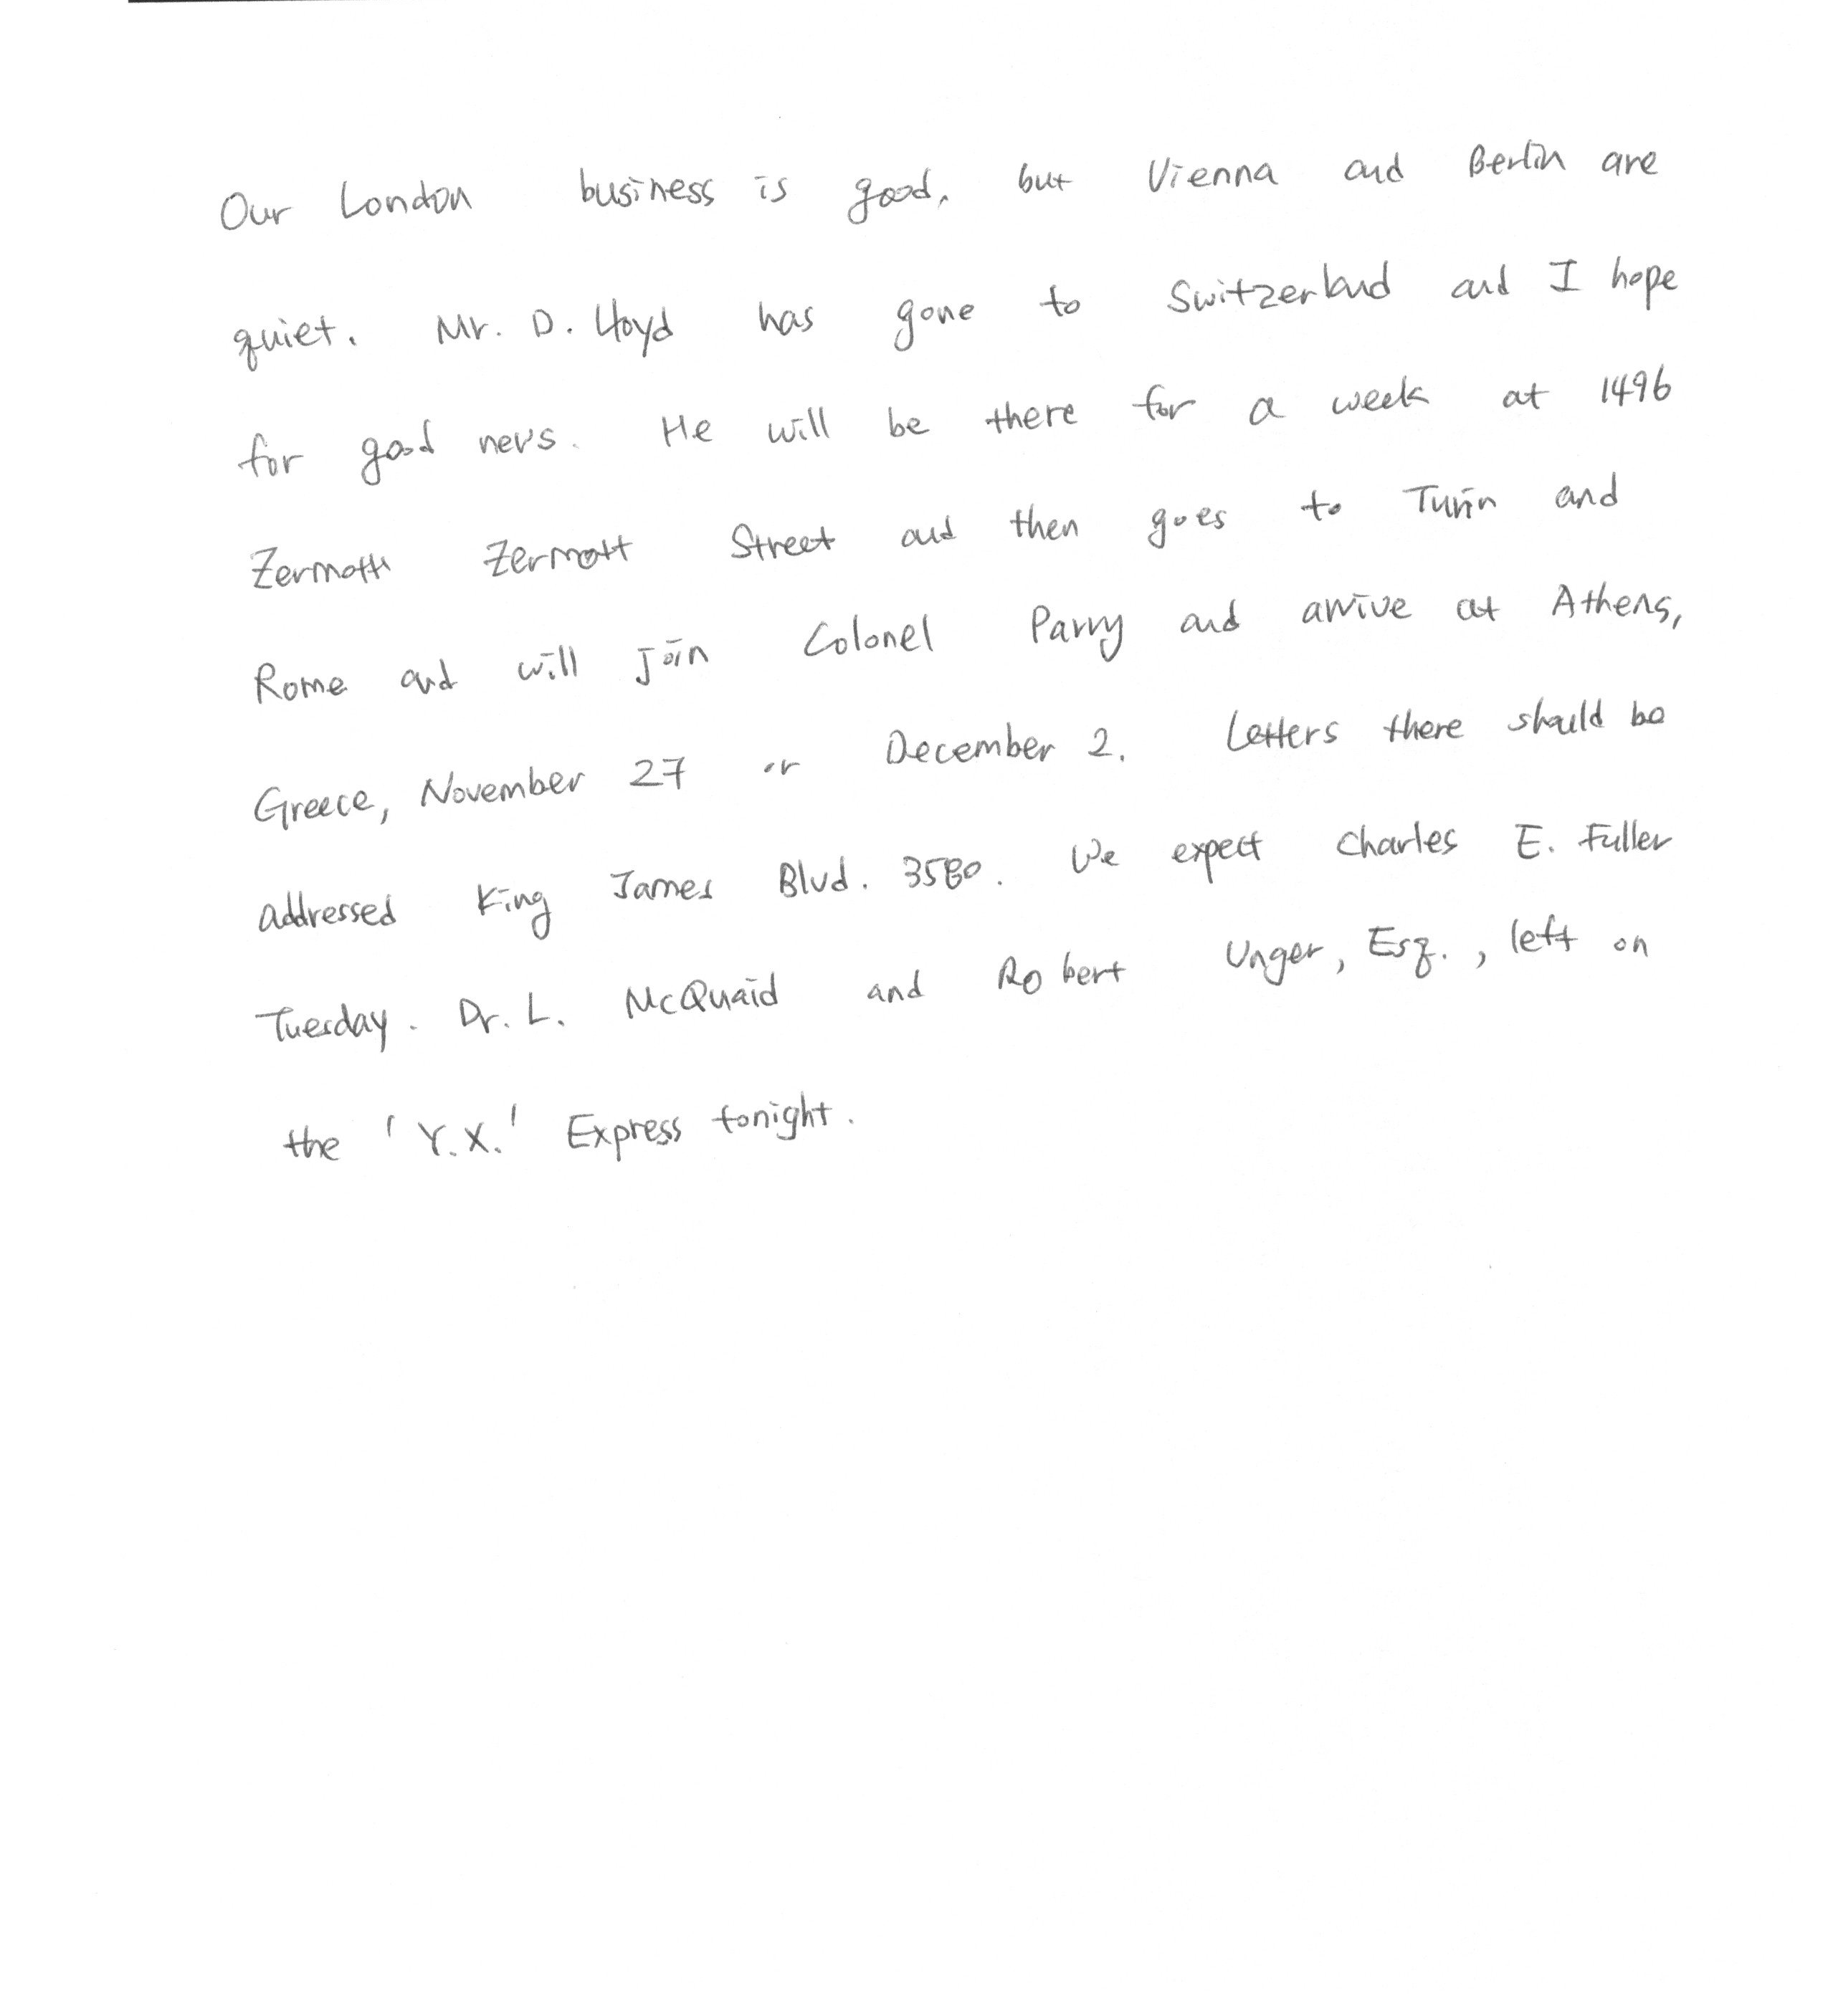 Our London business is good, but Vienna and Berlin are
quiet. Mr. D. Lloyd has gone to Switzerland and I hope
for good news. He will be there for a week at 1496
Zermott Zermott Street and then goes to Turin and
Rome and will join Colonel Parry and arrive at Athens,
Greece, November 27 or December 2. Letters there should be
addressed King James Blvd. 3580. We expect Charles E. Fuller
Tuesday. Dr. L. McQuaid and Robert Unger, Esq., left on
the 'Y.X.' Express tonight.